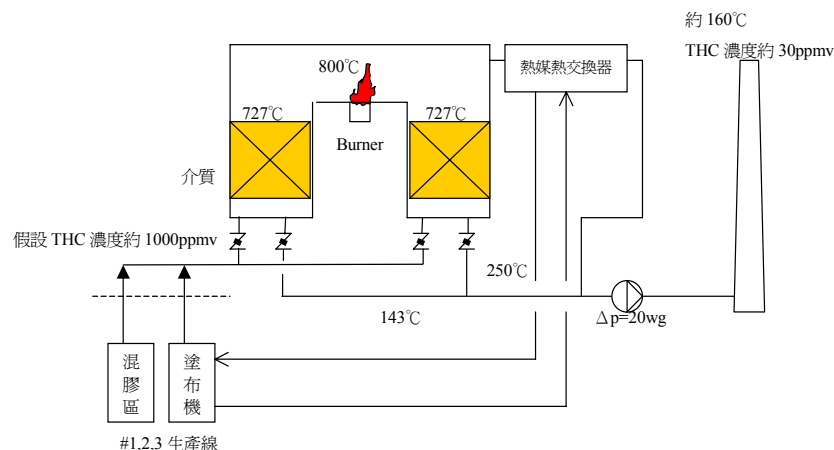 約 160℃
THC 濃度約 30ppmv
800℃
熱媒熱交換器
727℃
727℃
Burner
介質
假設 THC 濃度約 1000ppmv
250℃
143℃
Δp=20wg
混膠區
塗布機
#1,2,3 生產線